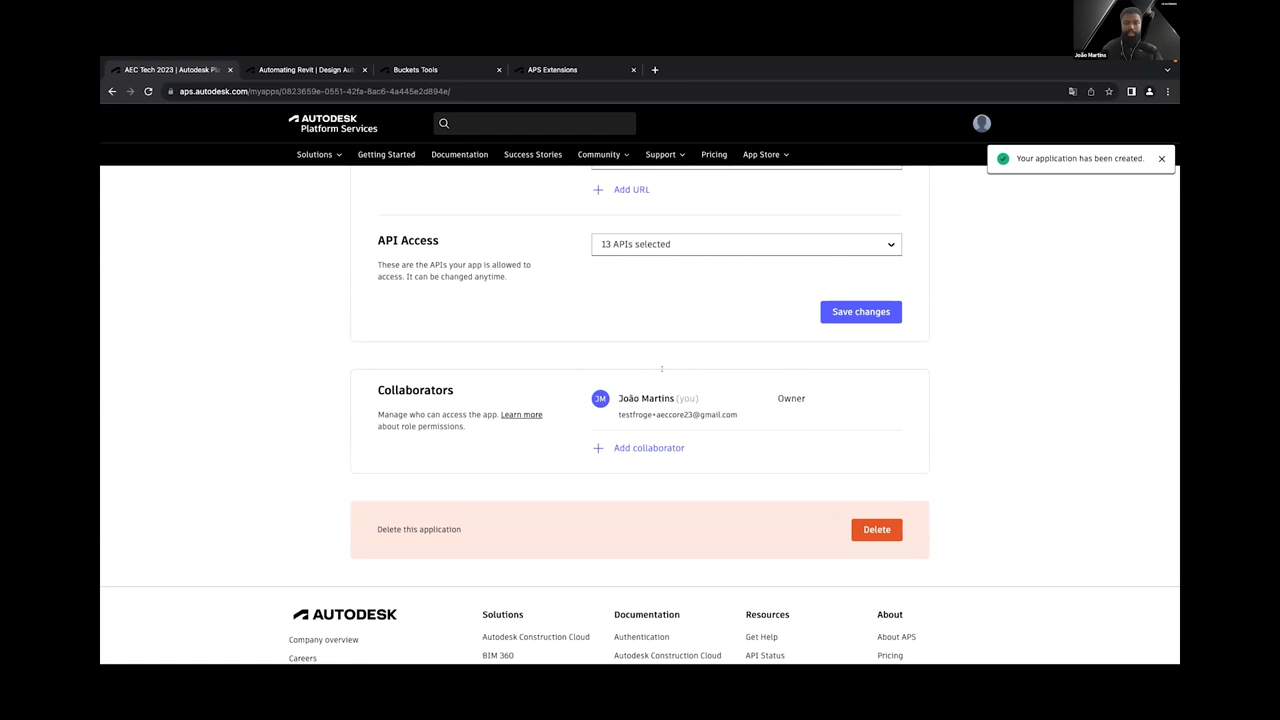 João Martins
AEC Tech 2023 | Autodesk Pla
Automating Revit | Design Aut
Buckets Tools
APS Extensions
aps.autodesk.com/myapps/0823659e-0551-42fa-8ac6-4a445e2d894e/
AUTODESK
Platform Services
Solutions
Getting Started
Documentation
Success Stories
Community
Support
Pricing
App Store
Your application has been created.
Add URL
API Access
13 APIs selected
These are the APIs your app is allowed to
access. It can be changed anytime.
Save changes
Collaborators
JM
João Martins (you)
Owner
Manage who can access the app. Learn more
about role permissions.
testfroge+aeccore23@gmail.com
Add collaborator
Delete this application
Delete
AUTODESK
Company overview
Careers
Solutions
Autodesk Construction Cloud
BIM 360
Documentation
Authentication
Autodesk Construction Cloud
Resources
Get Help
API Status
About
About APS
Pricing